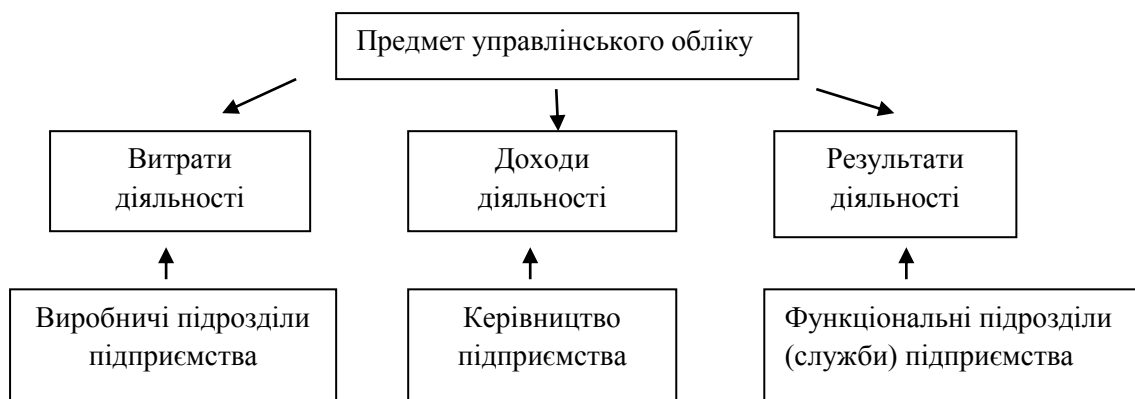 Предмет управлінського обліку
Витрати
діяльності
Доходи
діяльності
Результати
діяльності
Виробничі підрозділи
підприємства
Керівництво
підприємства
Функціональні підрозділи
(служби) підприємства